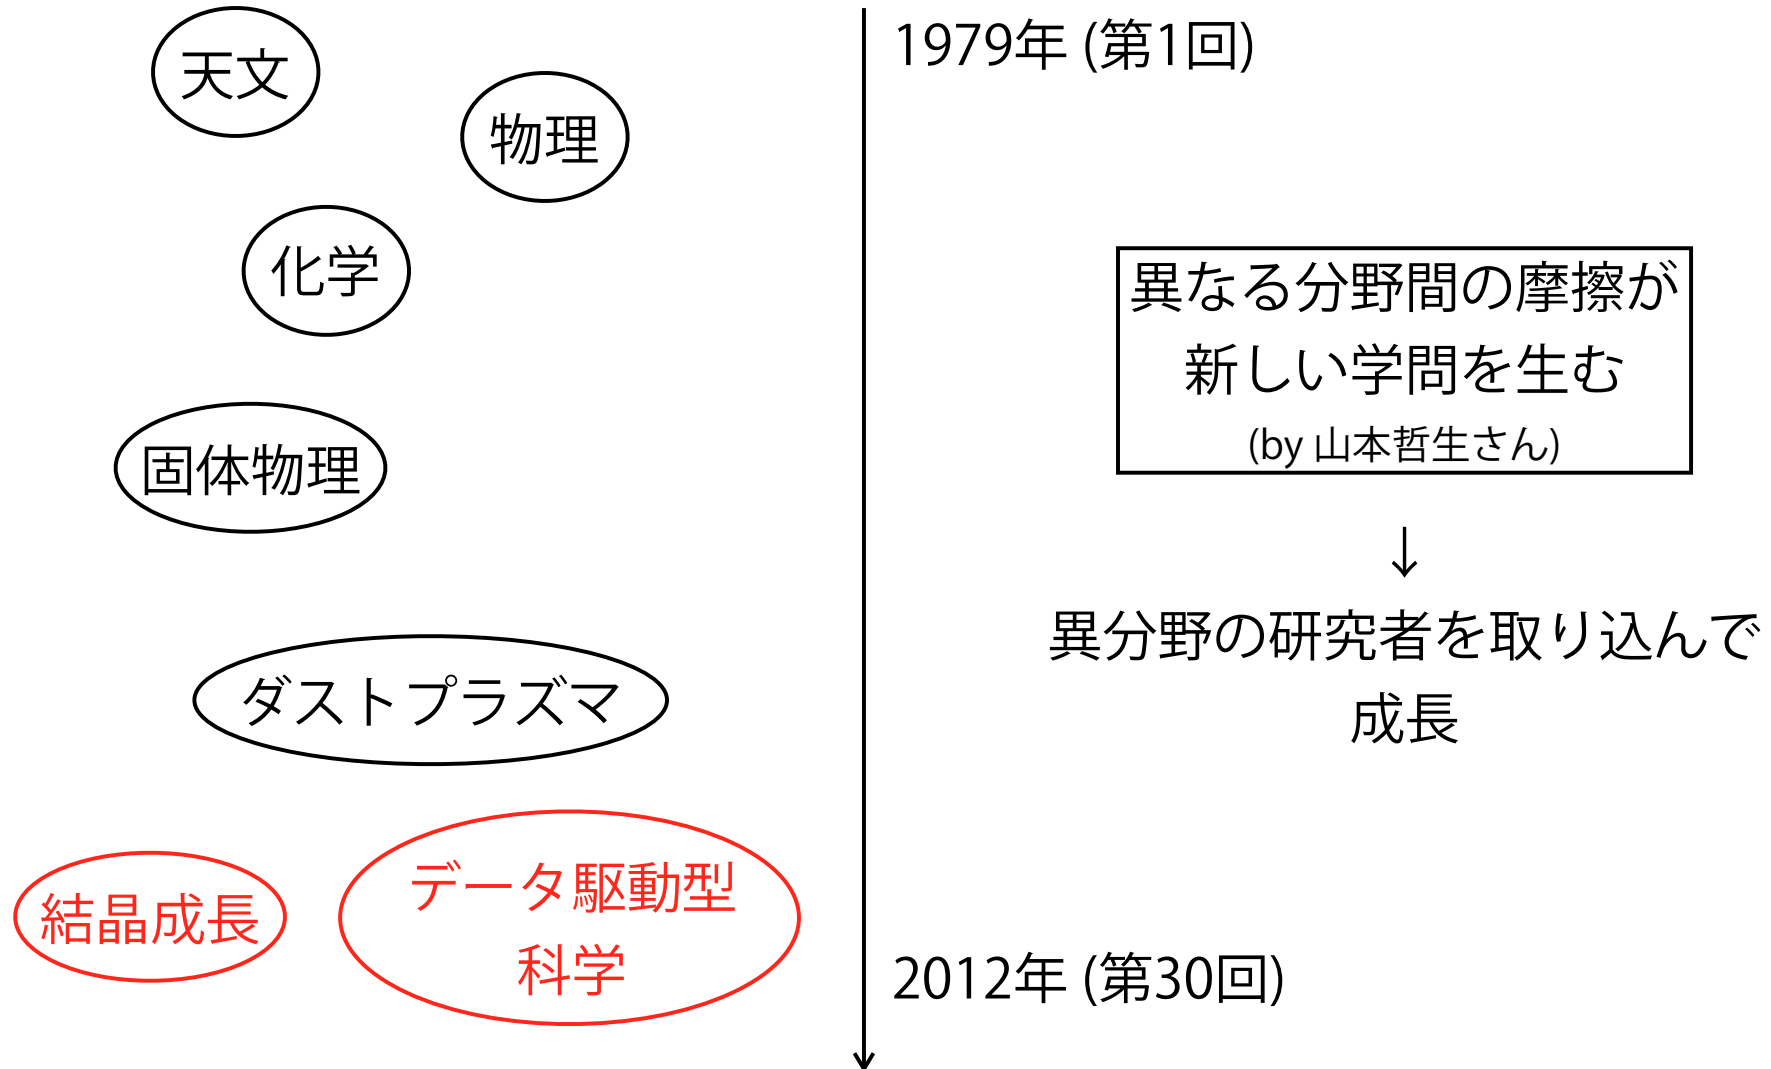 天文
物理
化学
固体物理
ダストプラズマ
結晶成長
データ駆動型
科学
1979年 (第1回)
異なる分野間の摩擦が
新しい学問を生む
(by 山本哲生さん)
↓
異分野の研究者を取り込んで
成長
2012年 (第30回)